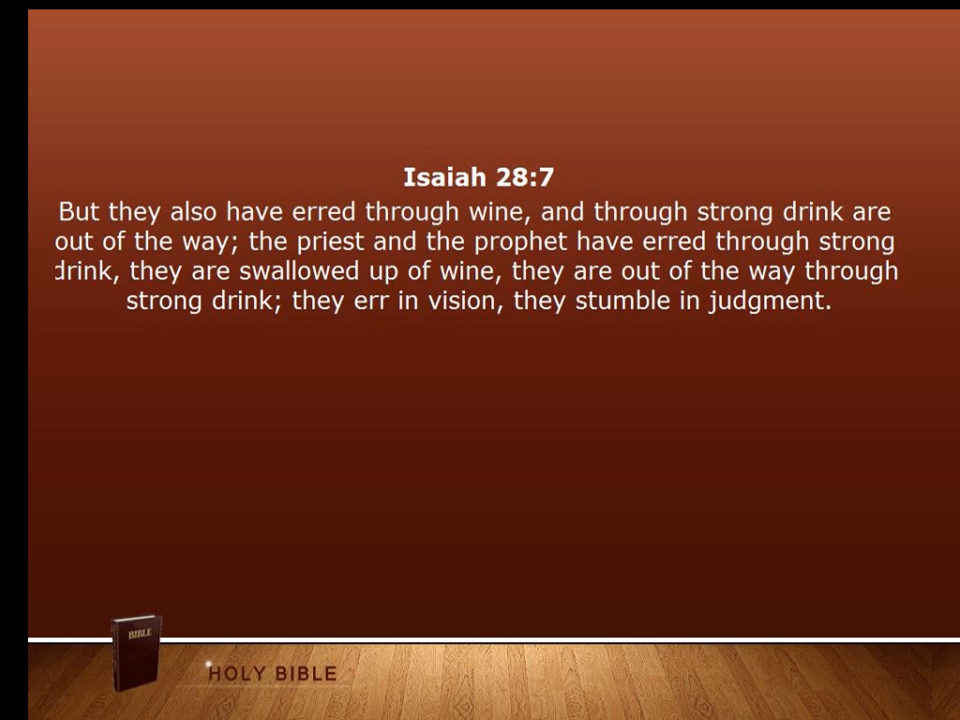 Isaiah 28:7
But they also have erred through wine, and through strong drink are
out of the way; the priest and the prophet have erred through strong
drink, they are swallowed up of wine, they are out of the way through
strong drink; they err in vision, they stumble in judgment.
BIBLE
HOLY BIBLE